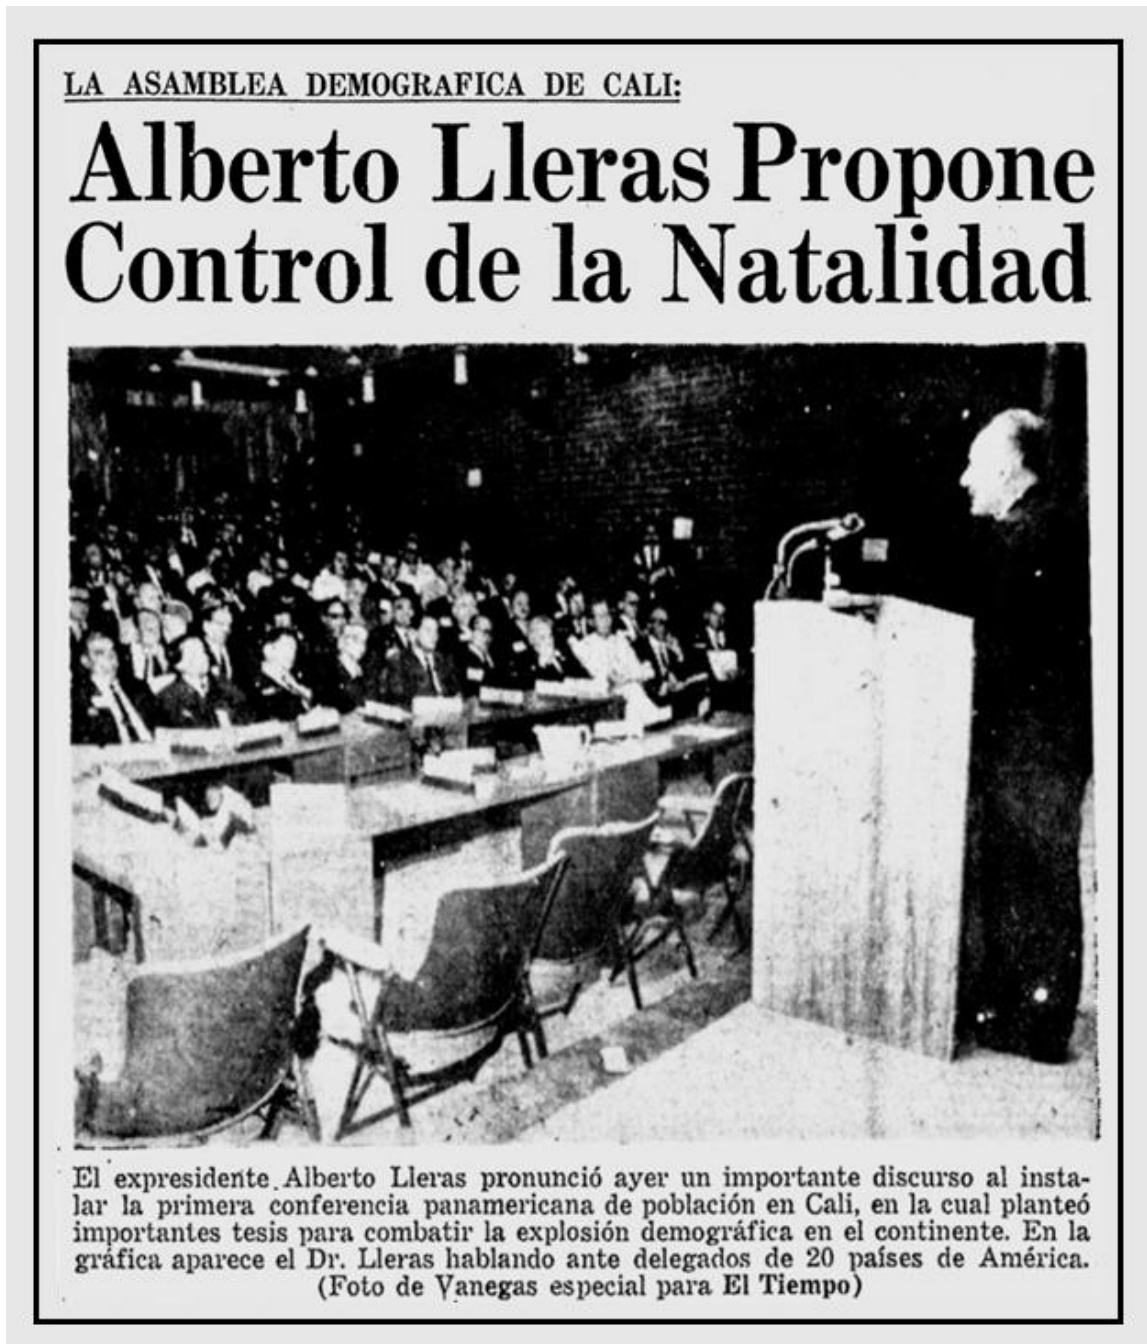 LA ASAMBLEA DEMOGRAFICA DE CALI:
Alberto Lleras Propone
Control de la Natalidad
El expresidente Alberto Lleras pronunció ayer un importante discurso al insta-
lar la primera conferencia panamericana de población en Cali, en la cual planteó
importantes tesis para combatir la explosión demográfica en el continente. En la
gráfica aparece el Dr. Lleras hablando ante delegados de 20 países de América.
(Foto de Vanegas especial para El Tiempo)